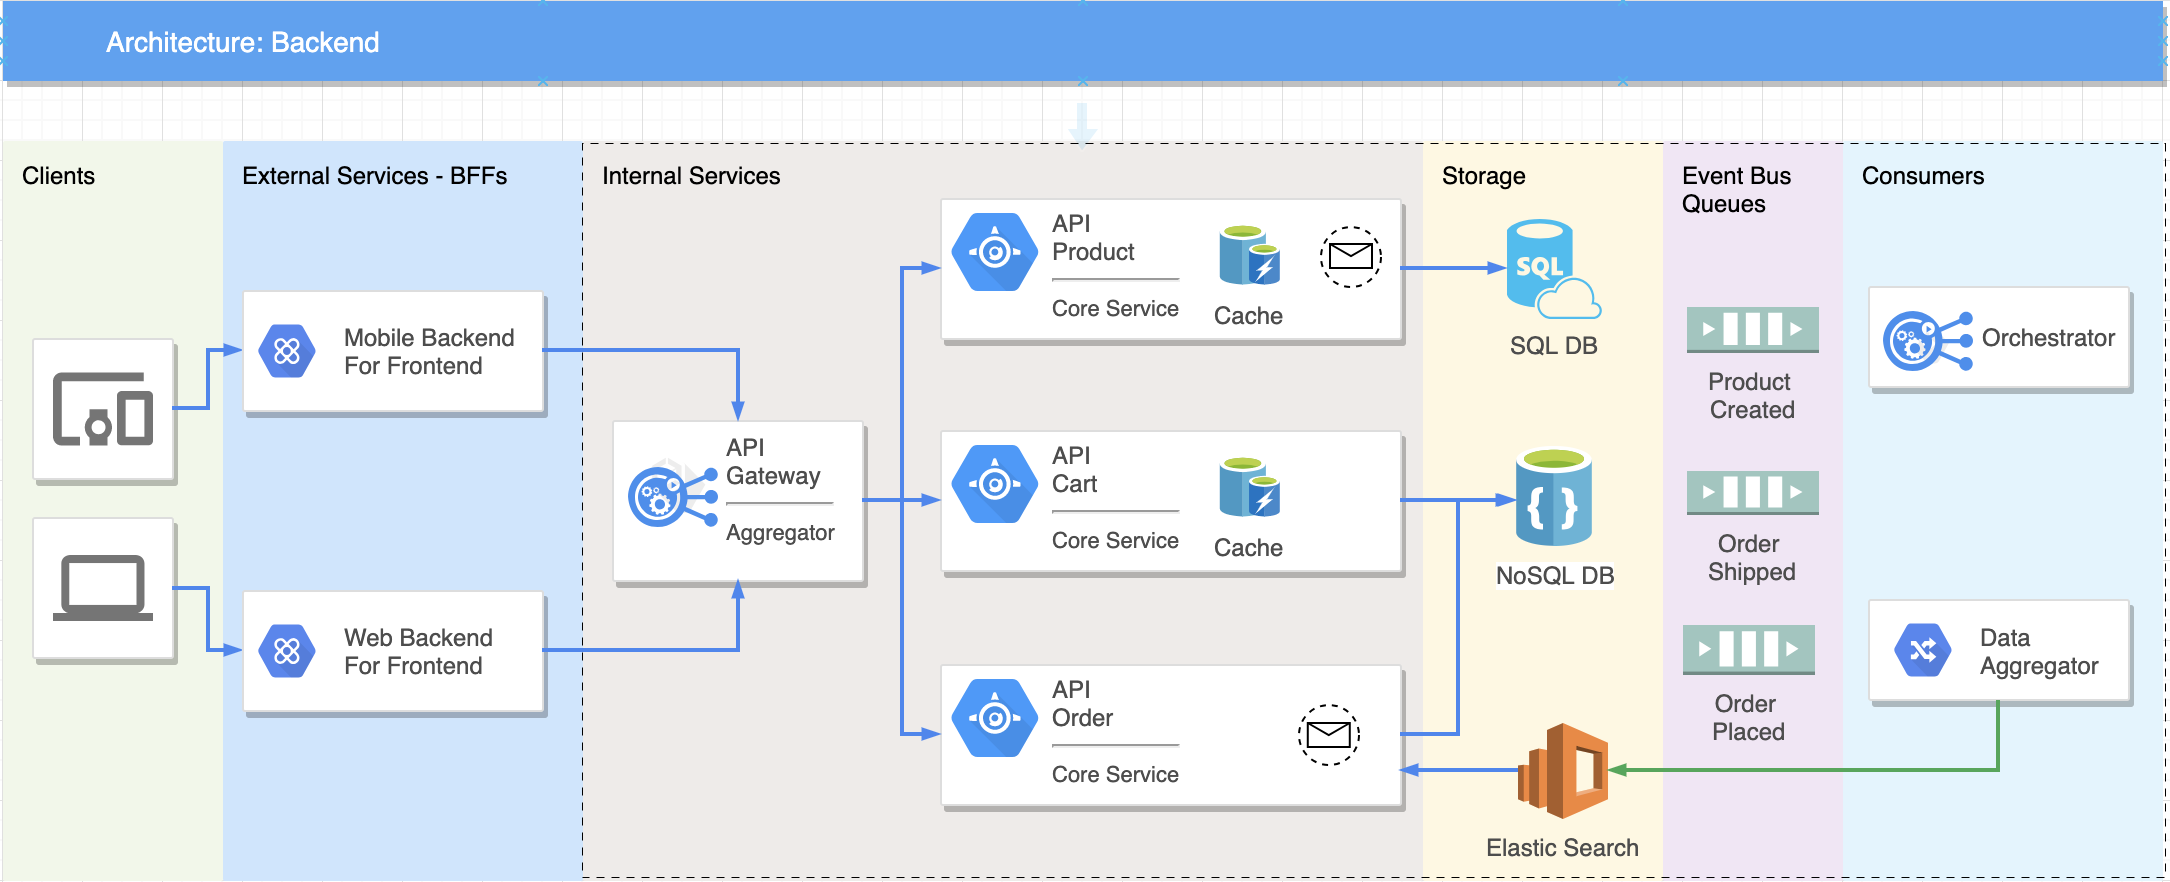 Architecture: Backend
Clients
External Services - BFFs
Internal Services
Storage
Event Bus
Queues
Consumers
Mobile Backend
For Frontend
Web Backend
For Frontend
API
Gateway
Aggregator
API
Product
Core Service
Cache
API
Cart
Core Service
Cache
API
Order
Core Service
SQL
SQL DB
{ }
NoSQL DB
Elastic Search
Product
Created
Order
Shipped
Order
Placed
Orchestrator
Data
Aggregator